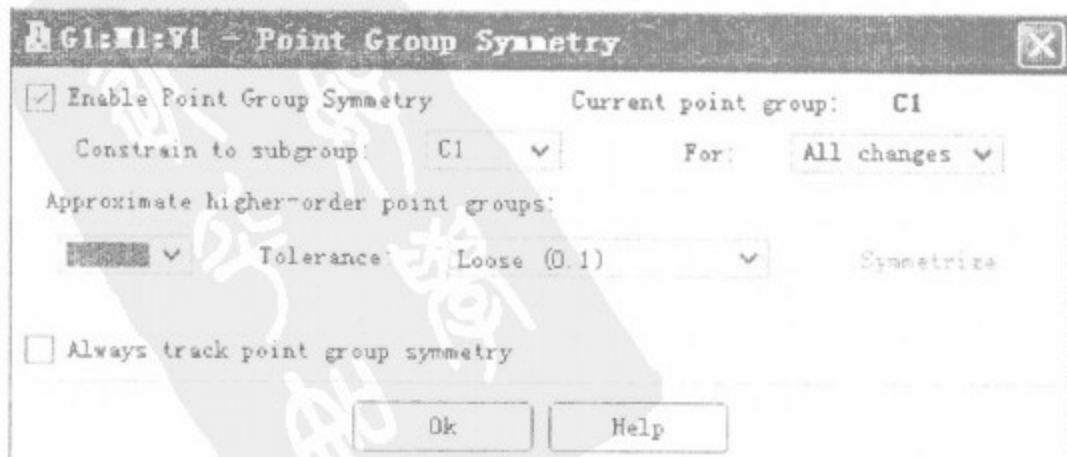 G1:M1:V1 - Point Group Symmetry
Enable Point Group Symmetry Current point group: C1
Constrain to subgroup: C1 For: All changes
Approximate higher-order point groups:
Tolerance: Loose (0.1) Symmetrize
Always track point group symmetry
Ok Help